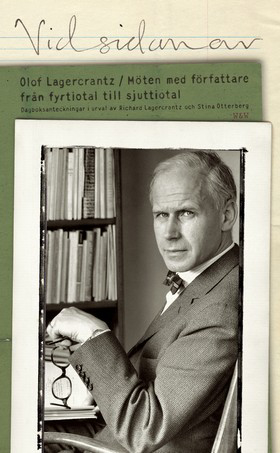 Vid sidan av
Olof Lagercrantz / Möten med författare
från fyrtiotal till sjuttiotal
Dagboksanteckningar i urval av Richard Lagercrantz och Stina Otterberg
W&W